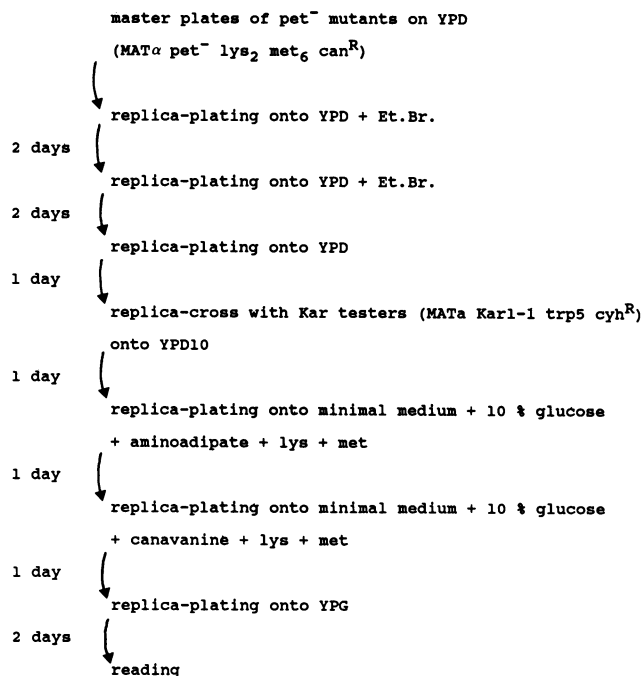 master plates of pet⁻ mutants on YPD
(MATα pet⁻ lys₂ met₆ canᴿ)
replica-plating onto YPD + Et.Br.
2 days
replica-plating onto YPD + Et.Br.
2 days
replica-plating onto YPD
1 day
replica-cross with Kar testers (MATa Kar1-1 trp5 cyhᴿ)
onto YPD10
1 day
replica-plating onto minimal medium + 10 % glucose
+ aminoadipate + lys + met
1 day
replica-plating onto minimal medium + 10 % glucose
+ canavanine + lys + met
1 day
replica-plating onto YPG
2 days
reading